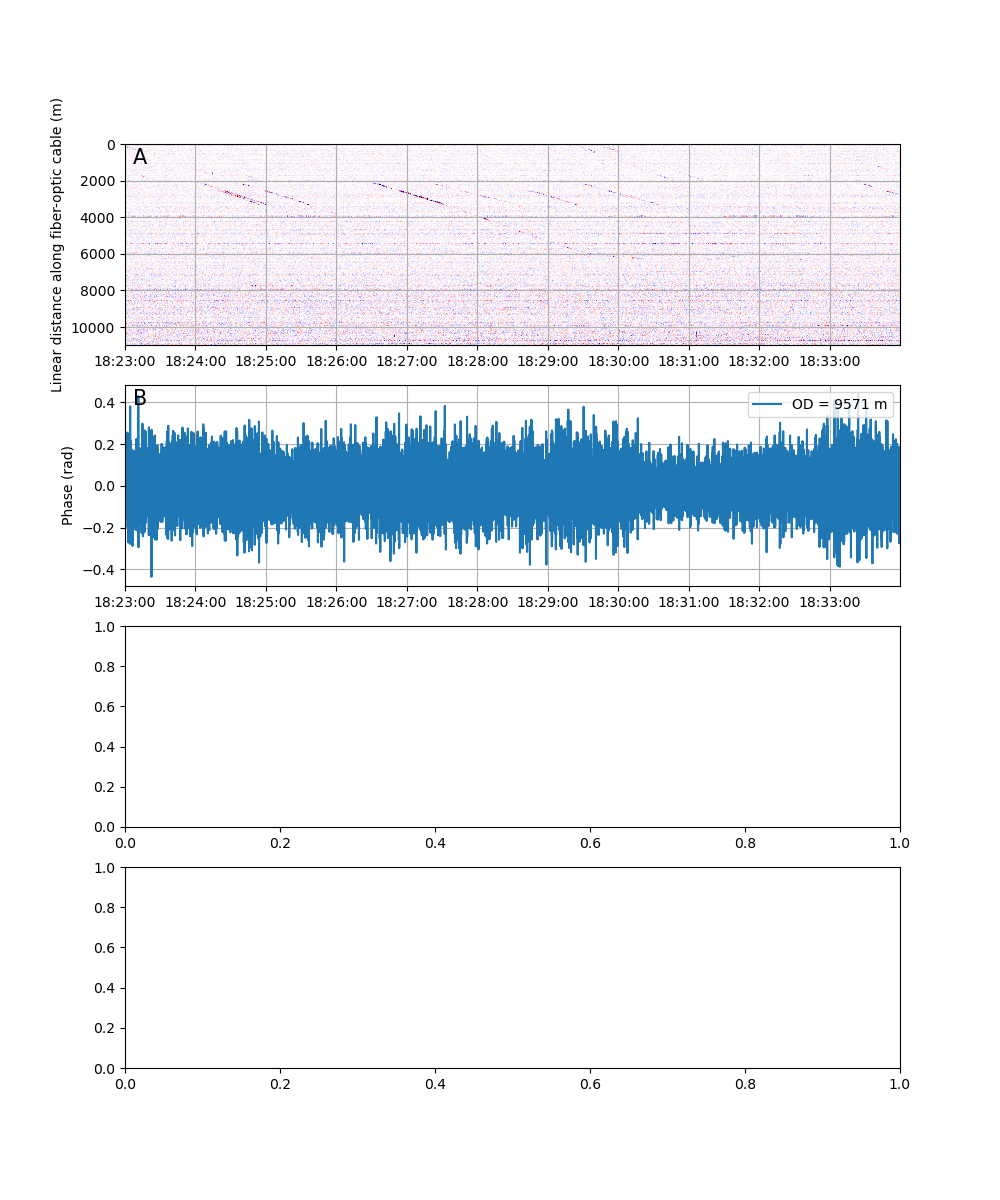 Linear distance along fiber-optic cable (m)
A
0
2000
4000
6000
8000
10000
18:23:00 18:24:00 18:25:00 18:26:00 18:27:00 18:28:00 18:29:00 18:30:00 18:31:00 18:32:00 18:33:00
Phase (rad)
B
OD = 9571 m
0.4
0.2
0.0
−0.2
−0.4
18:23:00 18:24:00 18:25:00 18:26:00 18:27:00 18:28:00 18:29:00 18:30:00 18:31:00 18:32:00 18:33:00
1.0
0.8
0.6
0.4
0.2
0.0
0.0 0.2 0.4 0.6 0.8 1.0
1.0
0.8
0.6
0.4
0.2
0.0
0.0 0.2 0.4 0.6 0.8 1.0